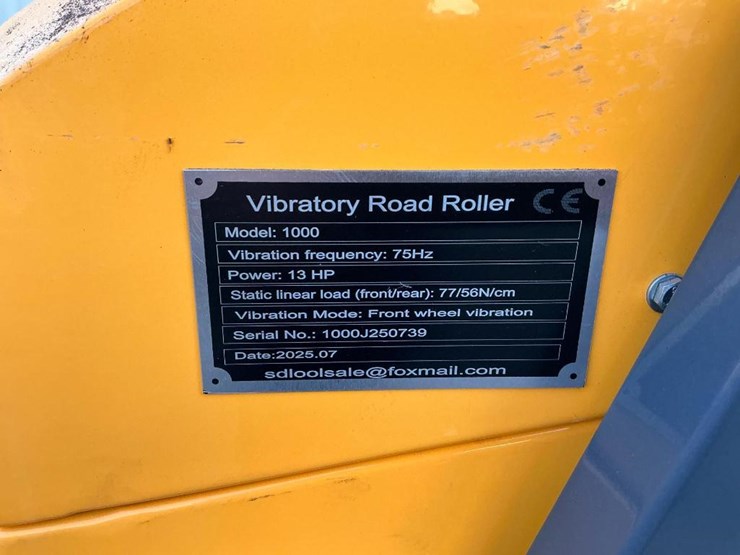 Vibratory Road Roller CE
Model: 1000
Vibration frequency: 75Hz
Power: 13 HP
Static linear load (front/rear): 77/56N/cm
Vibration Mode: Front wheel vibration
Serial No.: 1000J250739
Date:2025.07
sdloolsale@foxmail.com